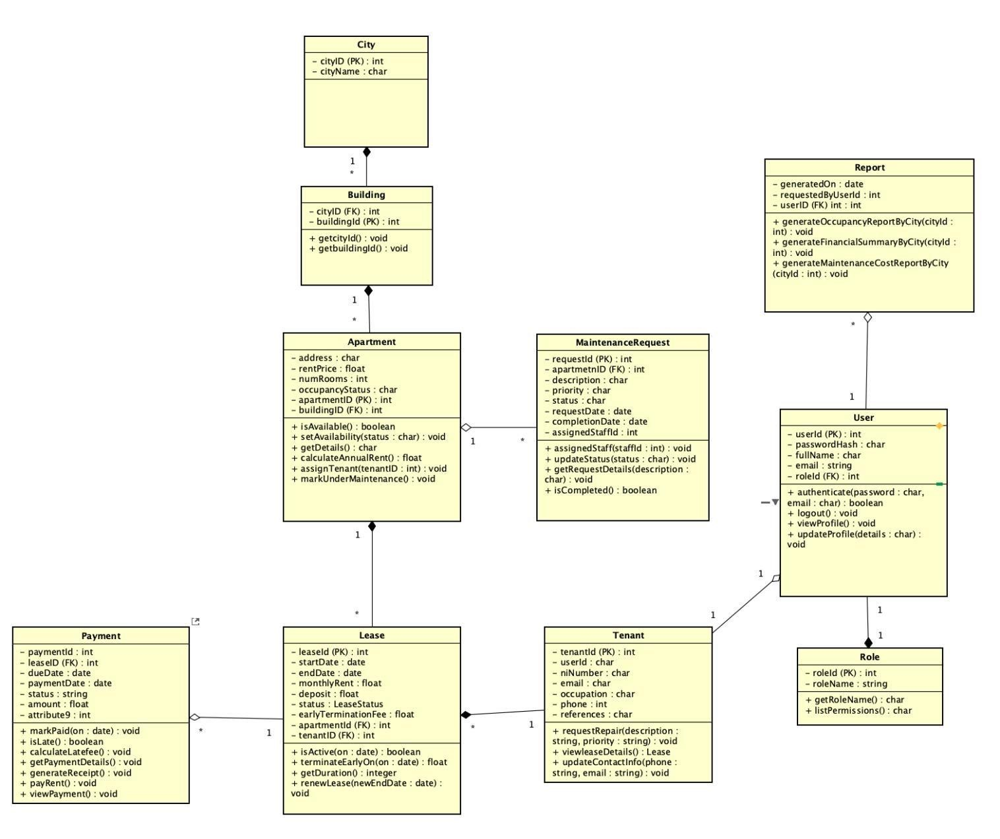 City
- cityID (PK) : int
- cityName : char
1
*
Building
- cityID (FK) : int
- buildingId (PK) : int
+ getcityId() : void
+ getbuildingId() : void
1
*
Report
- generatedOn : date
- requestedByUserId : int
- userID (FK) int : int
+ generateOccupancyReportByCity(cityId :
int) : void
+ generateFinancialSummaryByCity(cityId :
int) : void
+ generateMaintenanceCostReportByCity
(cityId : int) : void
*
1
Apartment
- address : char
- rentPrice : float
- numRooms : int
- occupancyStatus : char
- apartmentID (PK) : int
- buildingID (FK) : int
+ isAvailable() : boolean
+ setAvailability(status : char) : void
+ getDetails() : char
+ calculateAnnualRent() : float
+ assignTenant(tenantID : int) : void
+ markUnderMaintenance() : void
1
*
MaintenanceRequest
- requestId (PK) : int
- apartmetnID (FK) : int
- description : char
- priority : char
- status : char
- requestDate : date
- completionDate : date
- assignedStaffId : int
+ assignedStaff(staffId : int) : void
+ updateStatus(status : char) : void
+ getRequestDetails(description :
char) : void
+ isCompleted() : boolean
User
- userId (PK) : int
- passwordHash : char
- fullName : char
- email : string
- roleId (FK) : int
+ authenticate(password : char,
email : char) : boolean
+ logout() : void
+ viewProfile() : void
+ updateProfile(details : char) :
void
1
*
1
1
1
1
Payment
- paymentId : int
- leaseID (FK) : int
- dueDate : date
- paymentDate : date
- status : string
- amount : float
- attribute9 : int
+ markPaid(on : date) : void
+ isLate() : boolean
+ calculateLatefee() : void
+ getPaymentDetails() : void
+ generateReceipt() : void
+ payRent() : void
+ viewPayment() : void
*
1
Lease
- leaseId (PK) : int
- startDate : date
- endDate : date
- monthlyRent : float
- deposit : float
- status : LeaseStatus
- earlyTerminationFee : float
- apartmentId (FK) : int
- tenantID (FK) : int
+ isActive(on : date) : boolean
+ terminateEarlyOn(on : date) : float
+ getDuration() : integer
+ renewLease(newEndDate : date) :
void
*
1
Tenant
- tenantId (PK) : int
- userId : char
- niNumber : char
- email : char
- occupation : char
- phone : int
- references : char
+ requestRepair(description :
string, priority : string) : void
+ viewleaseDetails() : Lease
+ updateContactInfo(phone :
string, email : string) : void
Role
- roleId (PK) : int
- roleName : string
+ getRoleName() : char
+ listPermissions() : char